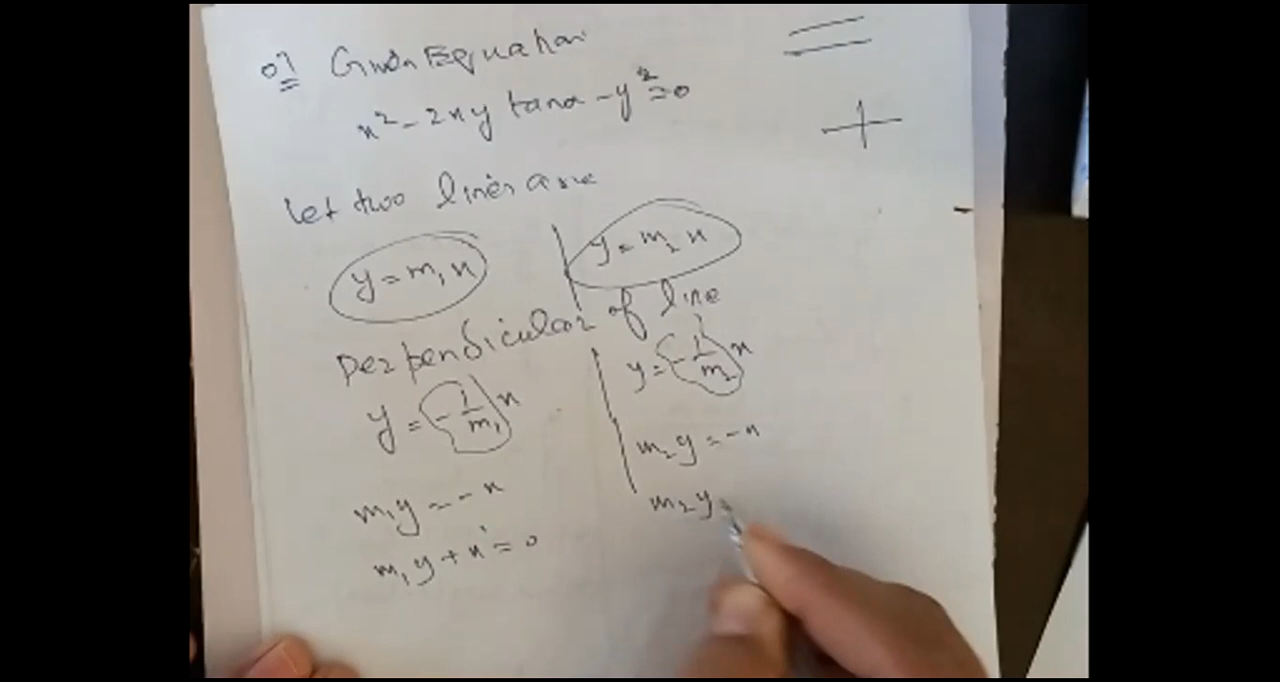 Q1 Given Equation
x² - 2xy tanα - y² = 0
let two lines are
y = m₁x
y = m₂x
Perpendicular of line
y = -1/m₁ x
y = -1/m₂ x
m₁y = -x
m₂y = -x
m₁y + x = 0
m₂y